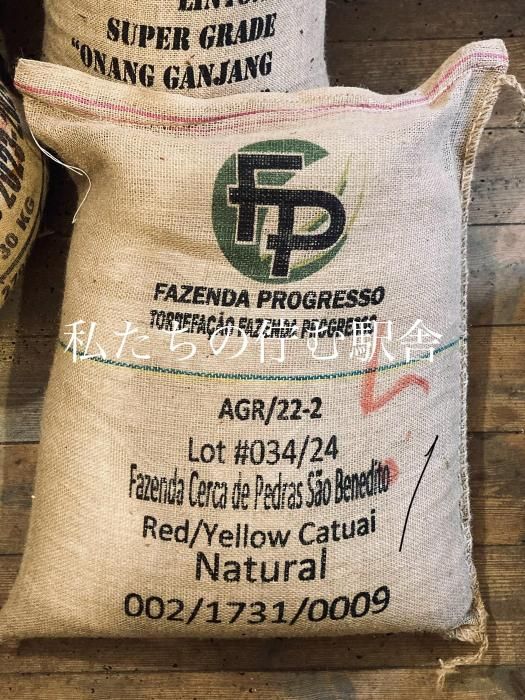 LINTON
SUPER GRADE
"ONANG GANJANG
30 KG
FP
FAZENDA PROGRESSO
TORREFAÇÃO FAZENDA PROGRESSO
私たちの佇む駅舎
AGR/22-2
Lot #034/24
Fazenda Cerca de Pedras São Benedito
Red/Yellow Catuai
Natural
002/1731/0009